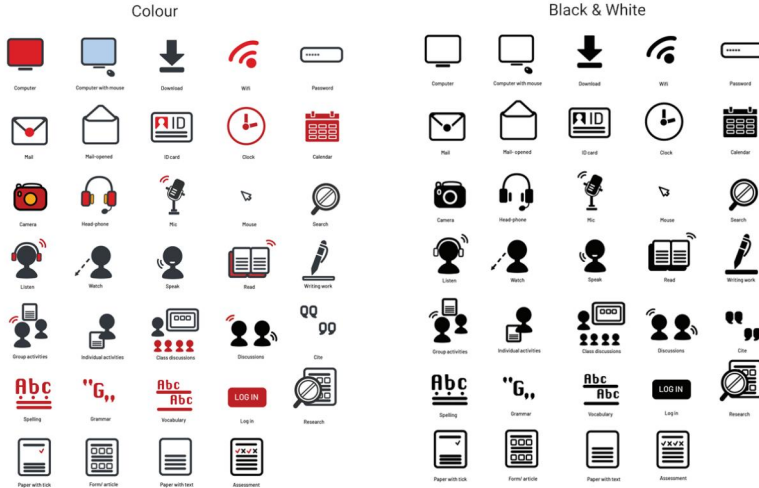 Colour
Computer
Computer with mouse
Download
Wifi
Password
ID
Mail
Mail-opened
ID card
Clock
Calendar
Camera
Head-phone
Mic
Mouse
Search
Listen
Watch
Speak
Read
Writing work
Group activities
Individual activities
Class discussions
Discussions
Cite
Abc
"G,,
Abc
Abc
LOG IN
Spelling
Grammar
Vocabulary
Log in
Research
Paper with tick
Form/ article
Paper with text
Assessment
Black & White
Computer
Computer with mouse
Download
Wifi
Password
ID
Mail
Mail- opened
ID card
Clock
Calendar
Camera
Head-phone
Mic
Mouse
Search
Listen
Watch
Speak
Read
Writing work
Group activities
Individual activities
Class discussions
Discussions
Cite
Abc
"G,,
Abc
Abc
LOG IN
Spelling
Grammar
Vocabulary
Log in
Research
Paper with tick
Form/ article
Paper with text
Assessment